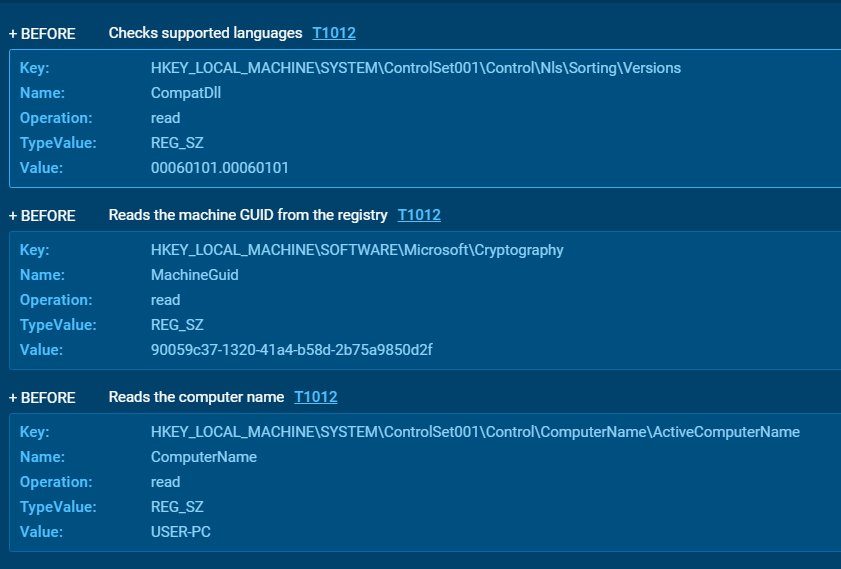 + BEFORE Checks supported languages T1012
Key: HKEY_LOCAL_MACHINE\SYSTEM\ControlSet001\Control\Nls\Sorting\Versions
Name: CompatDll
Operation: read
TypeValue: REG_SZ
Value: 00060101.00060101
+ BEFORE Reads the machine GUID from the registry T1012
Key: HKEY_LOCAL_MACHINE\SOFTWARE\Microsoft\Cryptography
Name: MachineGuid
Operation: read
TypeValue: REG_SZ
Value: 90059c37-1320-41a4-b58d-2b75a9850d2f
+ BEFORE Reads the computer name T1012
Key: HKEY_LOCAL_MACHINE\SYSTEM\ControlSet001\Control\ComputerName\ActiveComputerName
Name: ComputerName
Operation: read
TypeValue: REG_SZ
Value: USER-PC